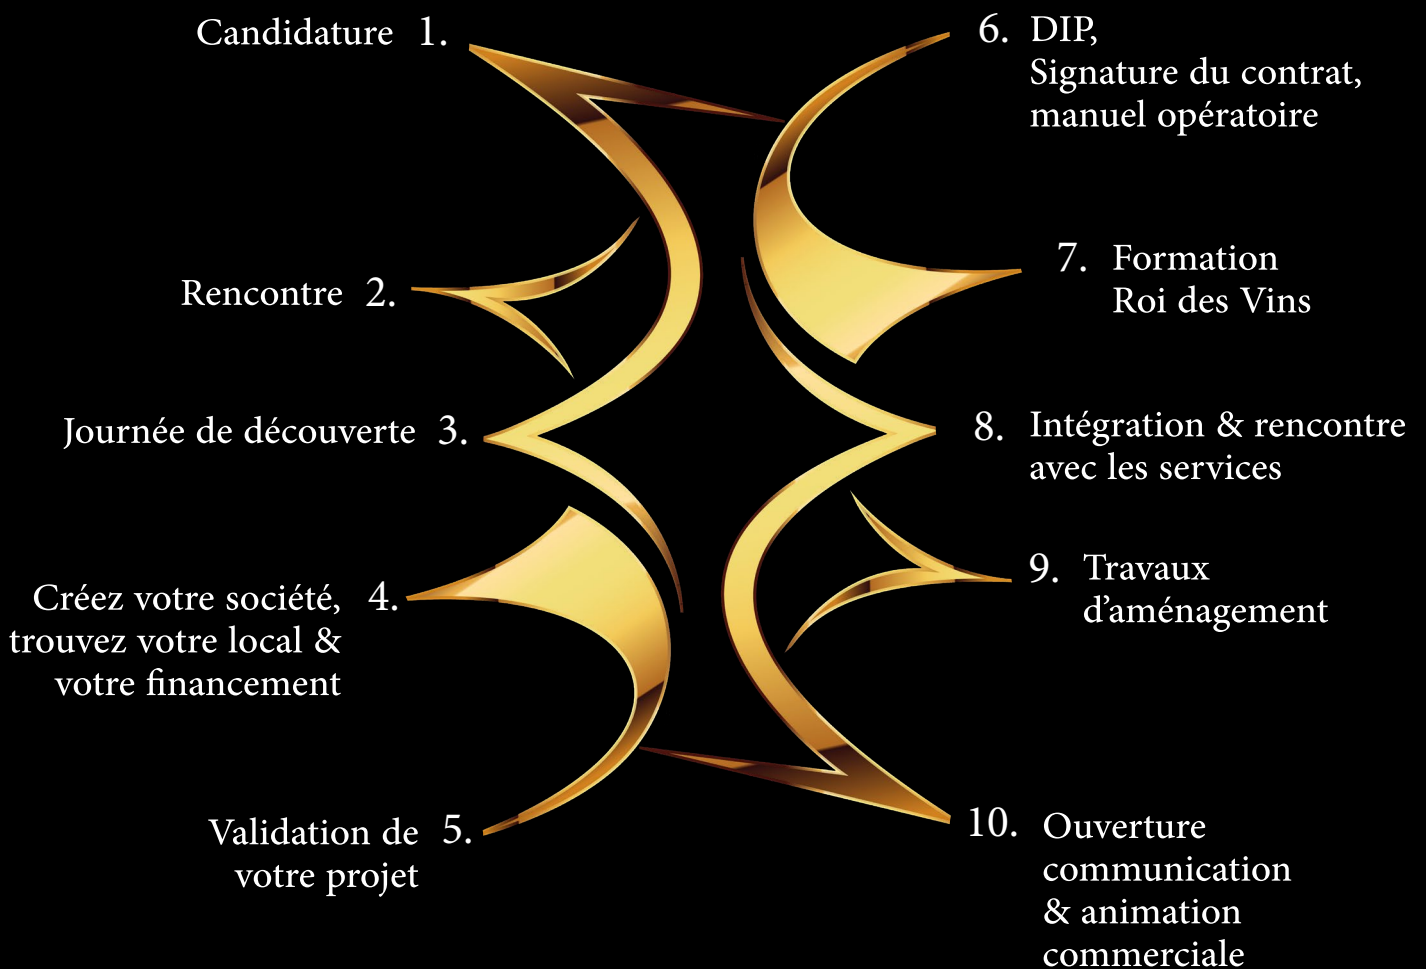 Candidature 1.
Rencontre 2.
Journée de découverte 3.
Créez votre société, 4.
trouvez votre local &
votre financement
Validation de 5.
votre projet
6. DIP,
Signature du contrat,
manuel opératoire
7. Formation
Roi des Vins
8. Intégration & rencontre
avec les services
9. Travaux
d’aménagement
10. Ouverture
communication
& animation
commerciale